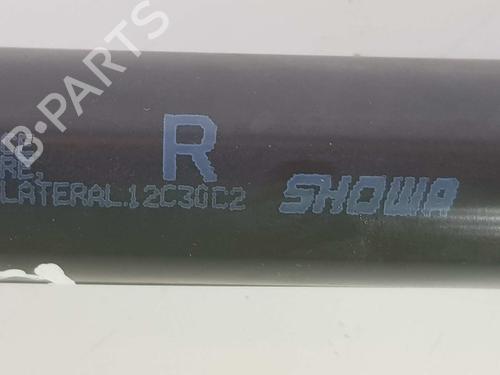 R
RE,
LATERAL.12C30C2
SHOWA
B-PARTS